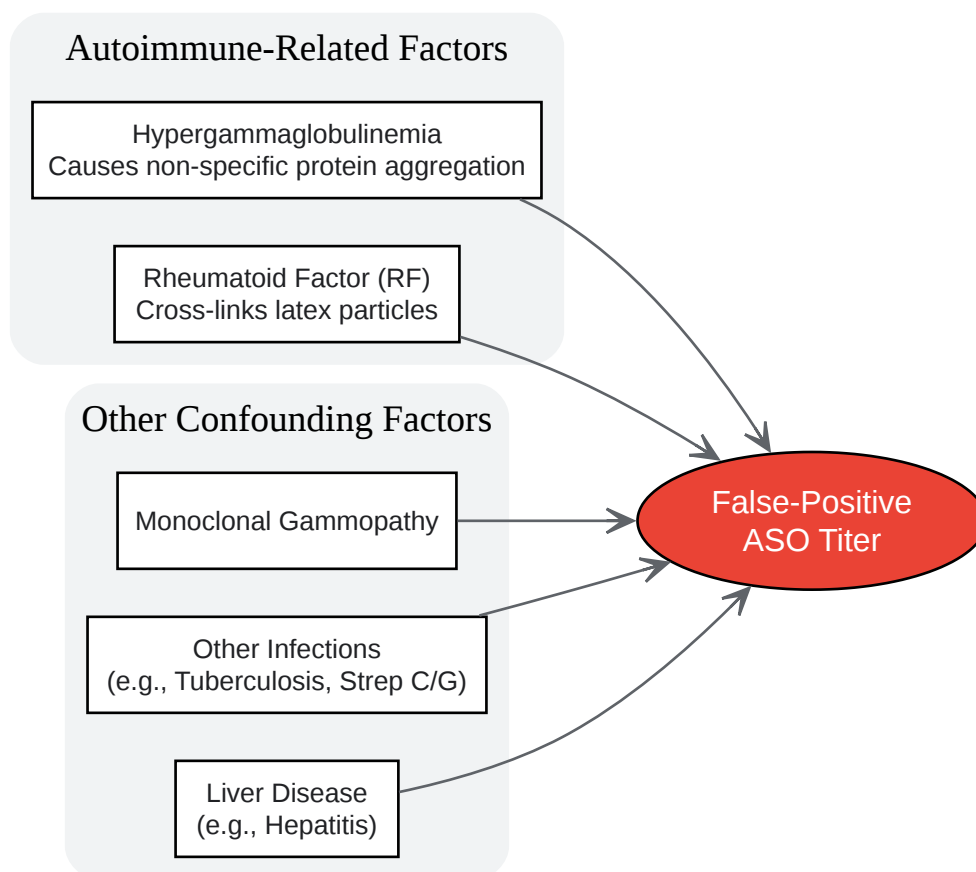 Autoimmune-Related Factors
Hypergammaglobulinemia
Causes non-specific protein aggregation
Rheumatoid Factor (RF)
Cross-links latex particles
Other Confounding Factors
Monoclonal Gammopathy
Other Infections
(e.g., Tuberculosis, Strep C/G)
Liver Disease
(e.g., Hepatitis)
False-Positive
ASO Titer